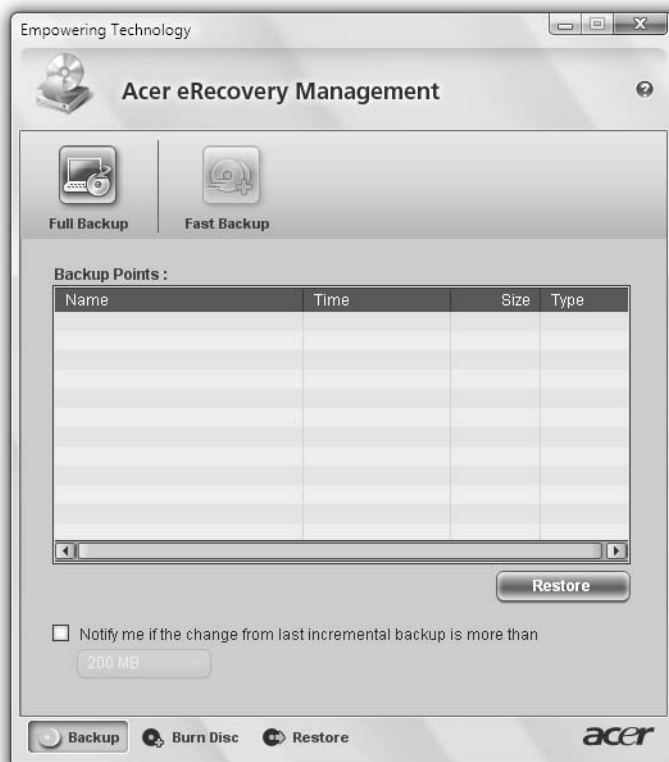 Empowering Technology
Acer eRecovery Management
Full Backup Fast Backup
Backup Points :
Name Time Size Type
Restore
Notify me if the change from last incremental backup is more than
200 MB
Backup Burn Disc Restore acer